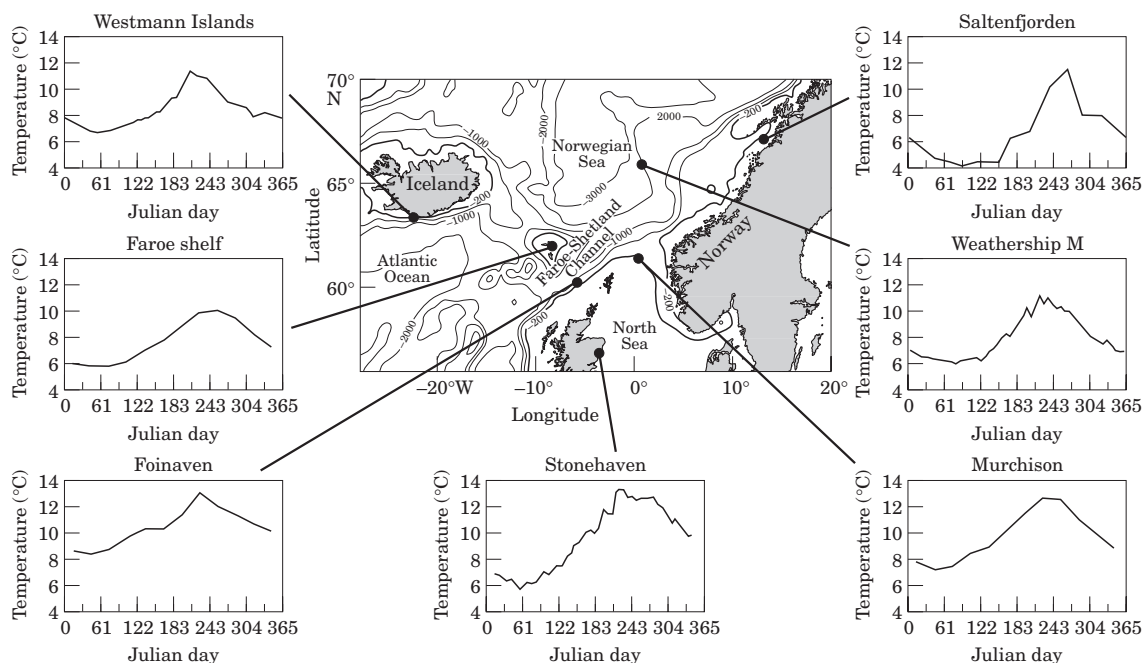 Westmann Islands
Temperature (°C)
14
12
10
8
6
4
0 61 122 183 243 304 365
Julian day
Faroe shelf
Temperature (°C)
14
12
10
8
6
4
0 61 122 183 243 304 365
Julian day
Foinaven
Temperature (°C)
14
12
10
8
6
4
0 61 122 183 243 304 365
Julian day
70°
N
65°
60°
Latitude
−20°W −10° 0° 10° 20°
Longitude
−1000
−2000
2000
−200
Norwegian
Sea
Iceland
−200
−1000
−3000
−1000
Faroe-Shetland
Channel
Norway
Atlantic
Ocean
−2000
−200
−200
North
Sea
Stonehaven
Temperature (°C)
14
12
10
8
6
4
0 61 122 183 243 304 365
Julian day
Saltenfjorden
Temperature (°C)
14
12
10
8
6
4
0 61 122 183 243 304 365
Julian day
Weathership M
Temperature (°C)
14
12
10
8
6
4
0 61 122 183 243 304 365
Julian day
Murchison
Temperature (°C)
14
12
10
8
6
4
0 61 122 183 243 304 365
Julian day